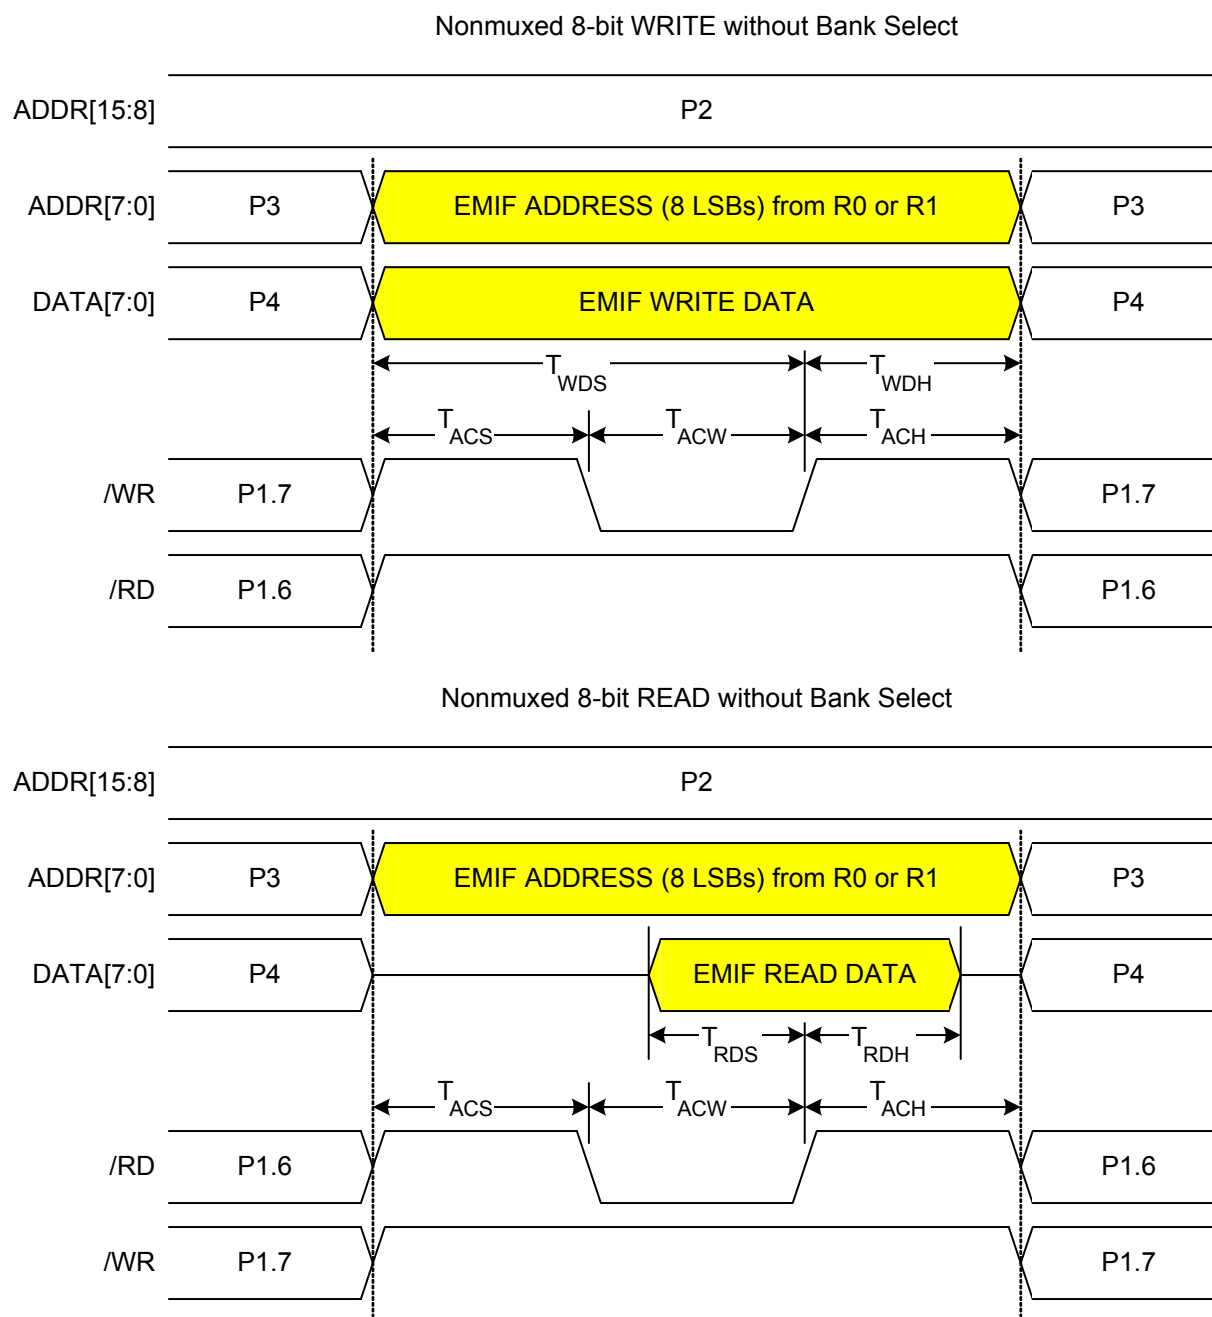 Nonmuxed 8-bit WRITE without Bank Select
ADDR[15:8] P2
ADDR[7:0] P3 EMIF ADDRESS (8 LSBs) from R0 or R1 P3
DATA[7:0] P4 EMIF WRITE DATA P4
TWDS TWDH
TACS TACW TACH
/WR P1.7 P1.7
/RD P1.6 P1.6
Nonmuxed 8-bit READ without Bank Select
ADDR[15:8] P2
ADDR[7:0] P3 EMIF ADDRESS (8 LSBs) from R0 or R1 P3
DATA[7:0] P4 EMIF READ DATA P4
TRDS TRDH
TACS TACW TACH
/RD P1.6 P1.6
/WR P1.7 P1.7